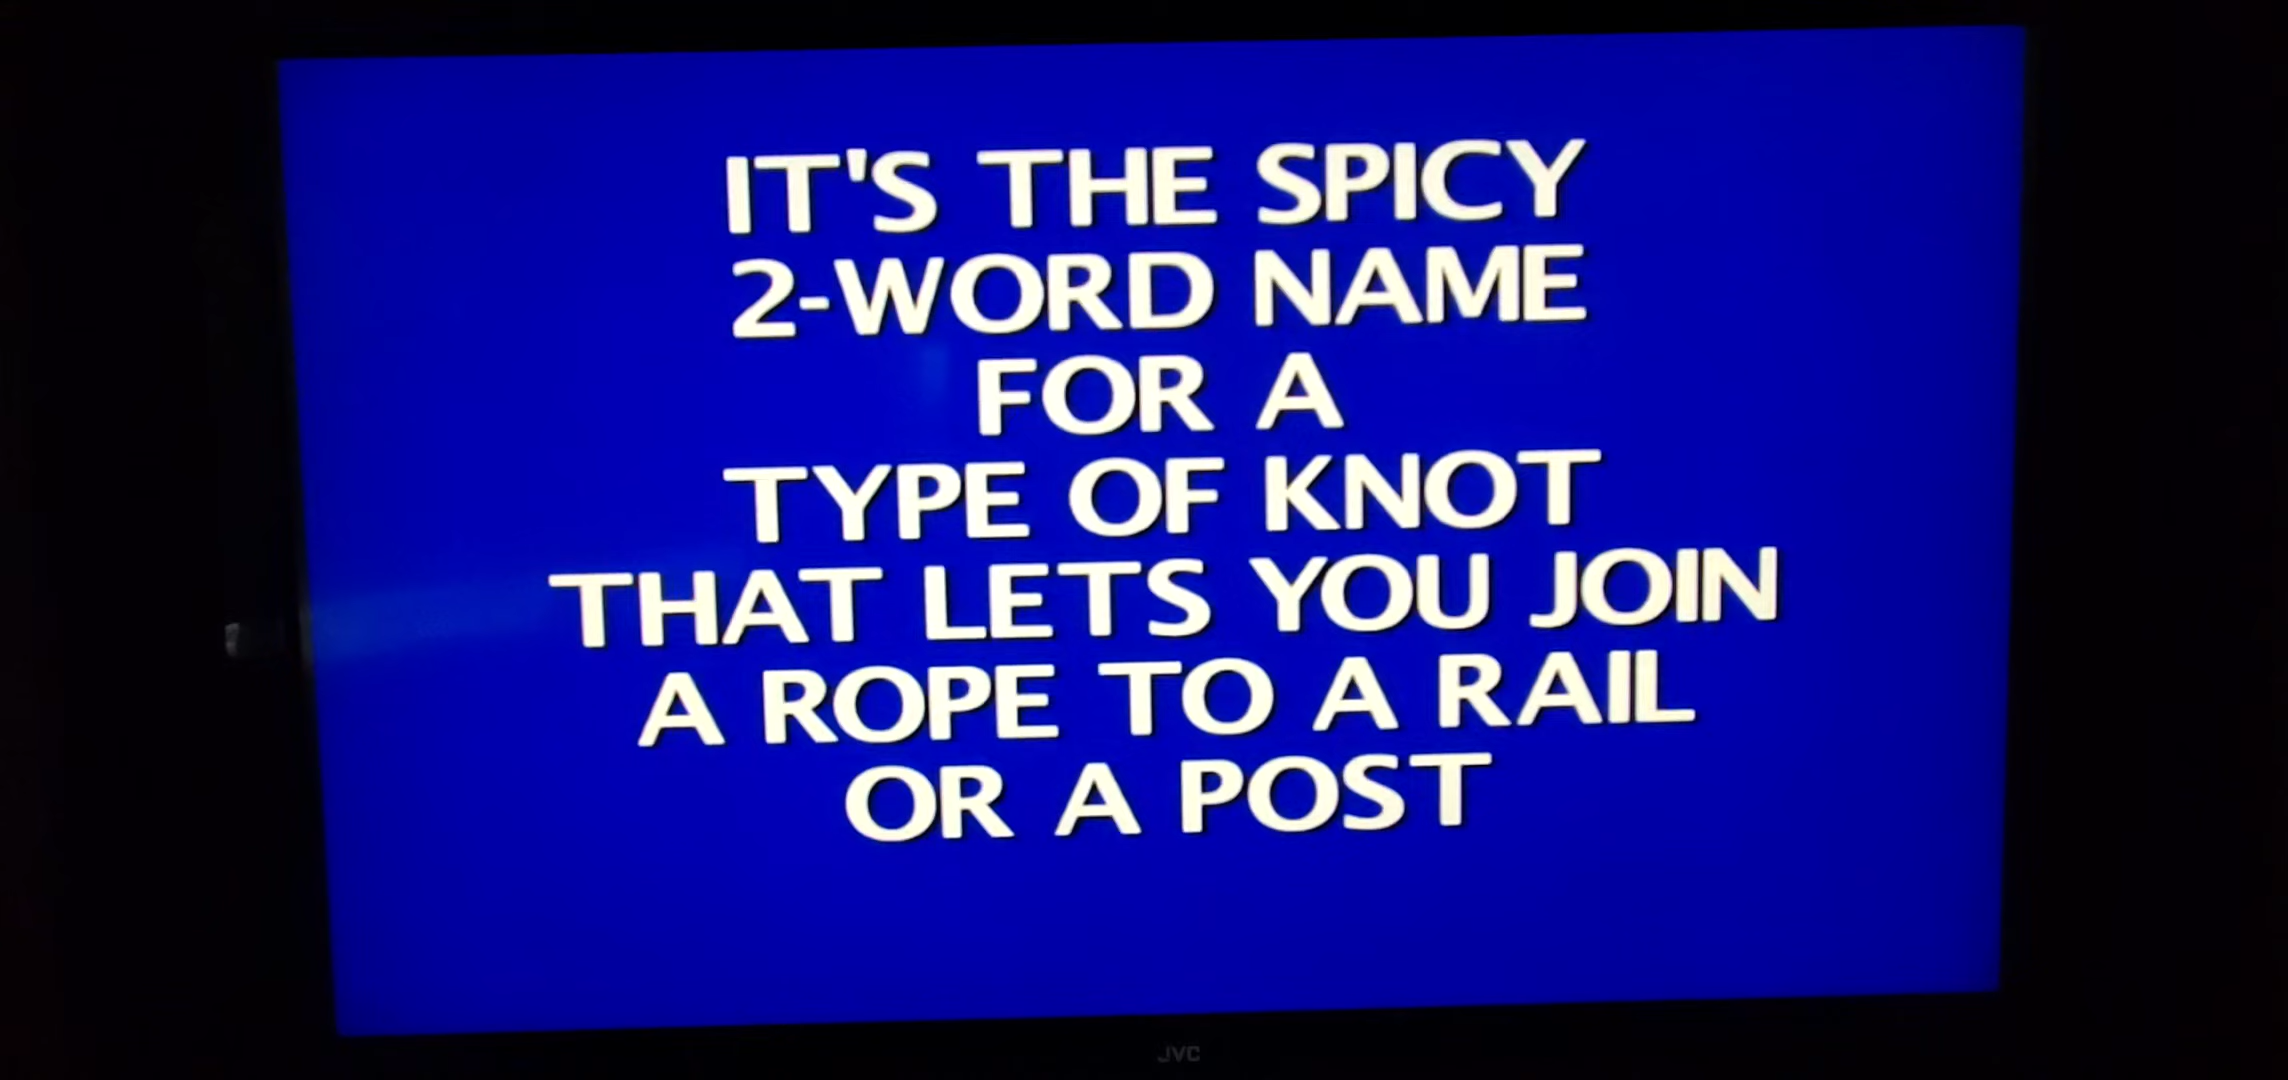 IT'S THE SPICY
2-WORD NAME
FOR A
TYPE OF KNOT
THAT LETS YOU JOIN
A ROPE TO A RAIL
OR A POST
JVC